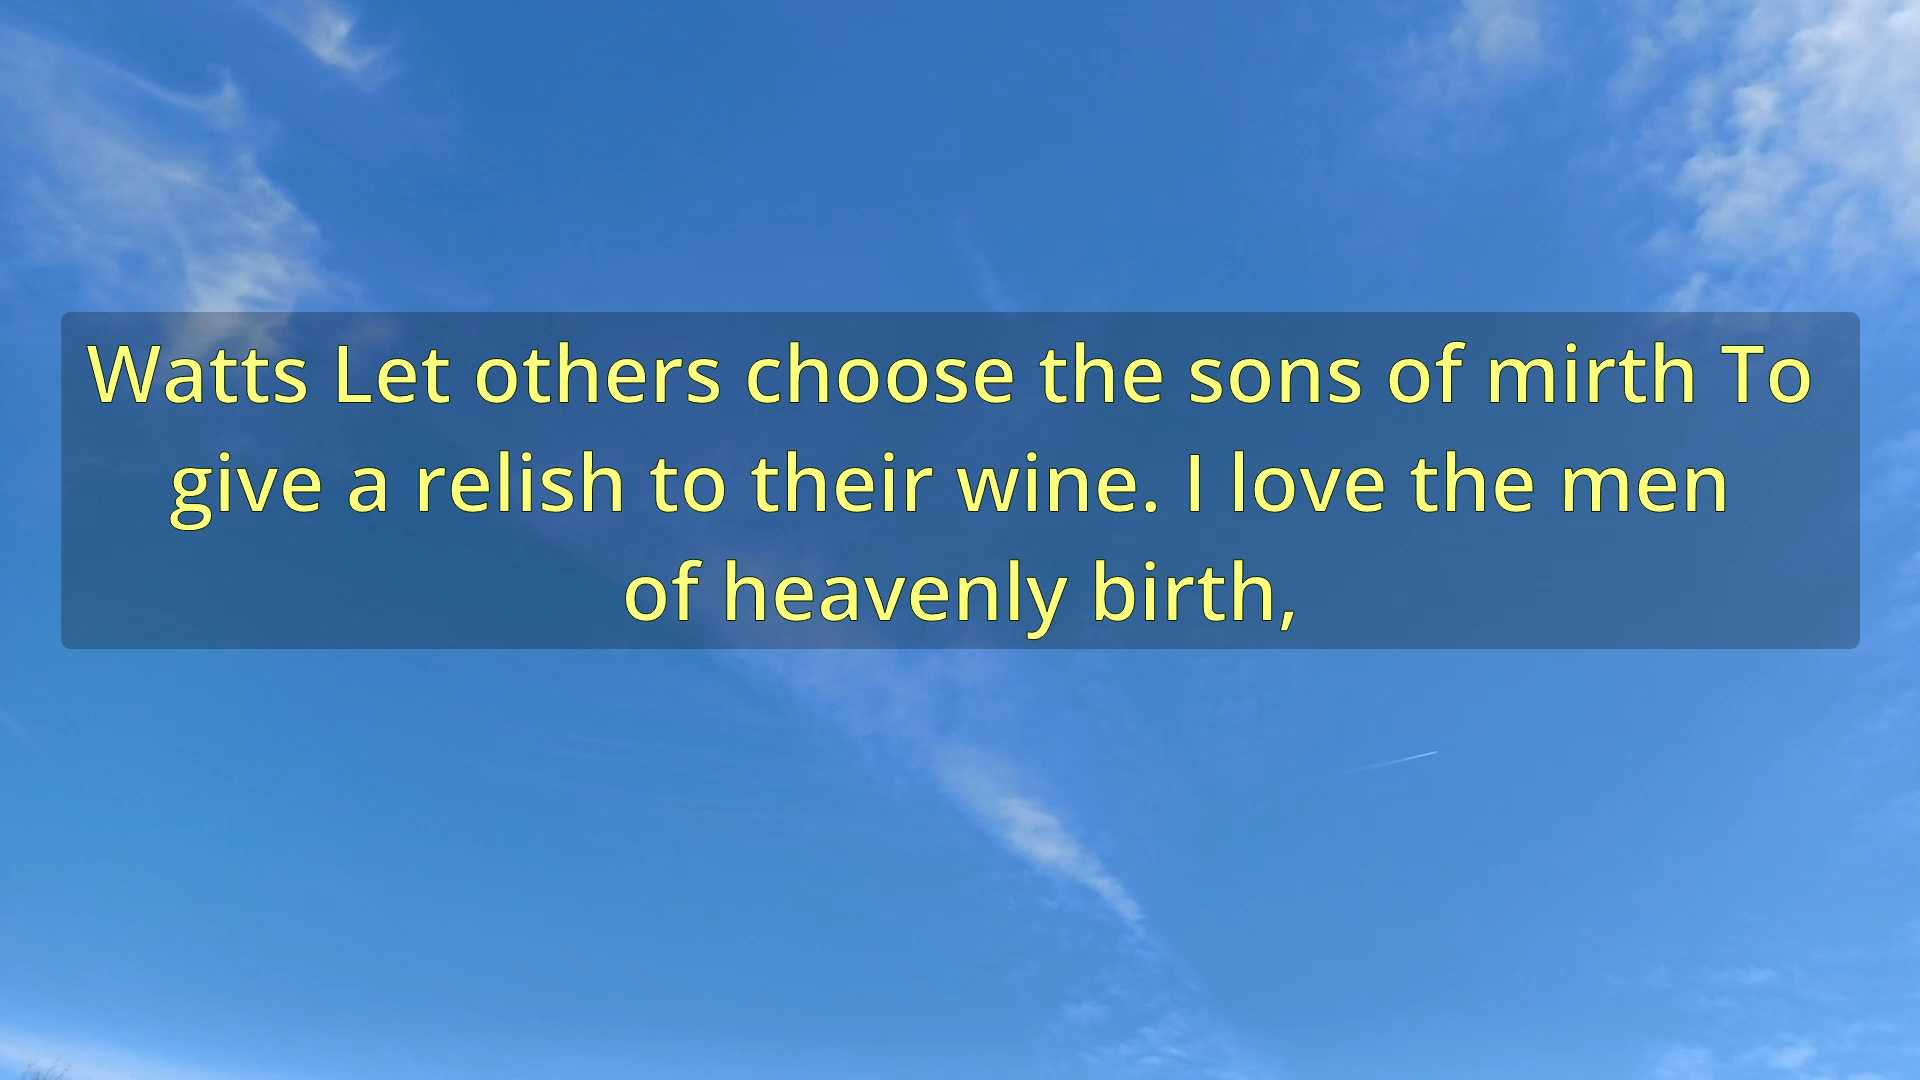 Watts Let others choose the sons of mirth To
give a relish to their wine. I love the men
of heavenly birth,